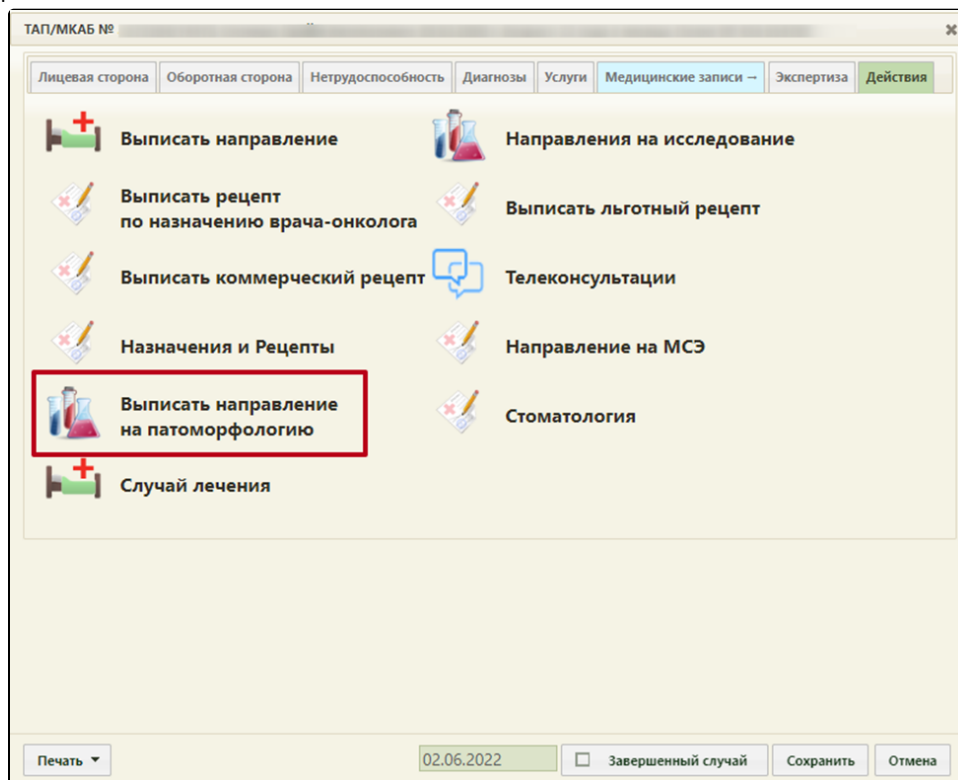 ТАП/МКАБ №
Лицевая сторона Оборотная сторона Нетрудоспособность Диагнозы Услуги Медицинские записи → Экспертиза Действия
Выписать направление
Направления на исследование
Выписать рецепт
по назначению врача-онколога
Выписать льготный рецепт
Выписать коммерческий рецепт
Телеконсультации
Назначения и Рецепты
Направление на МСЭ
Выписать направление
на патоморфологию
Стоматология
Случай лечения
Печать
02.06.2022
Завершенный случай
Сохранить
Отмена